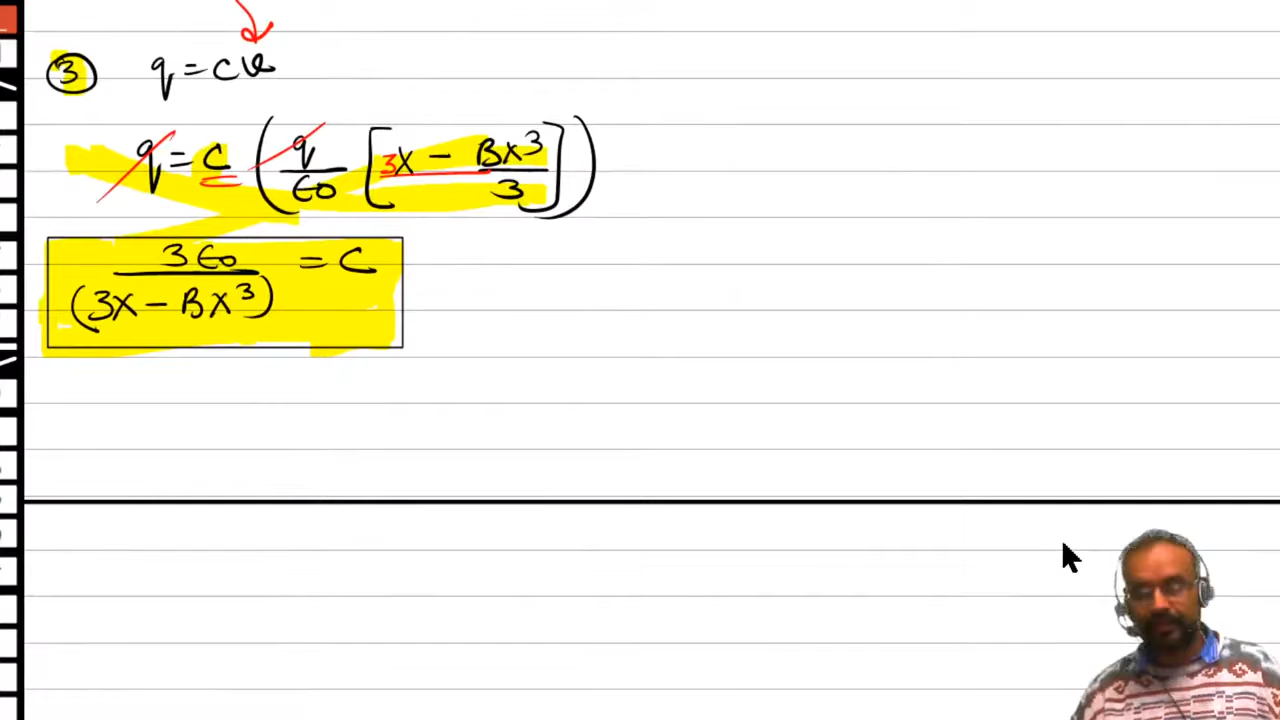 3 q = cv
q = C (q/ε0 [3x − Bx³/3])
3ε0/(3x − Bx³) = C